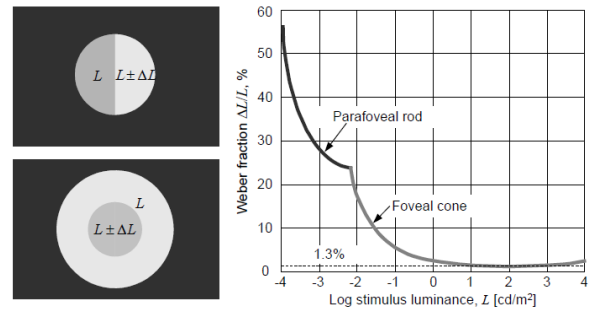 L L ± ΔL
L
L ± ΔL
Weber fraction ΔL/L, %
60
50
40
30
20
10
0
Parafoveal rod
Foveal cone
1.3%
-4 -3 -2 -1 0 1 2 3 4
Log stimulus luminance, L [cd/m²]